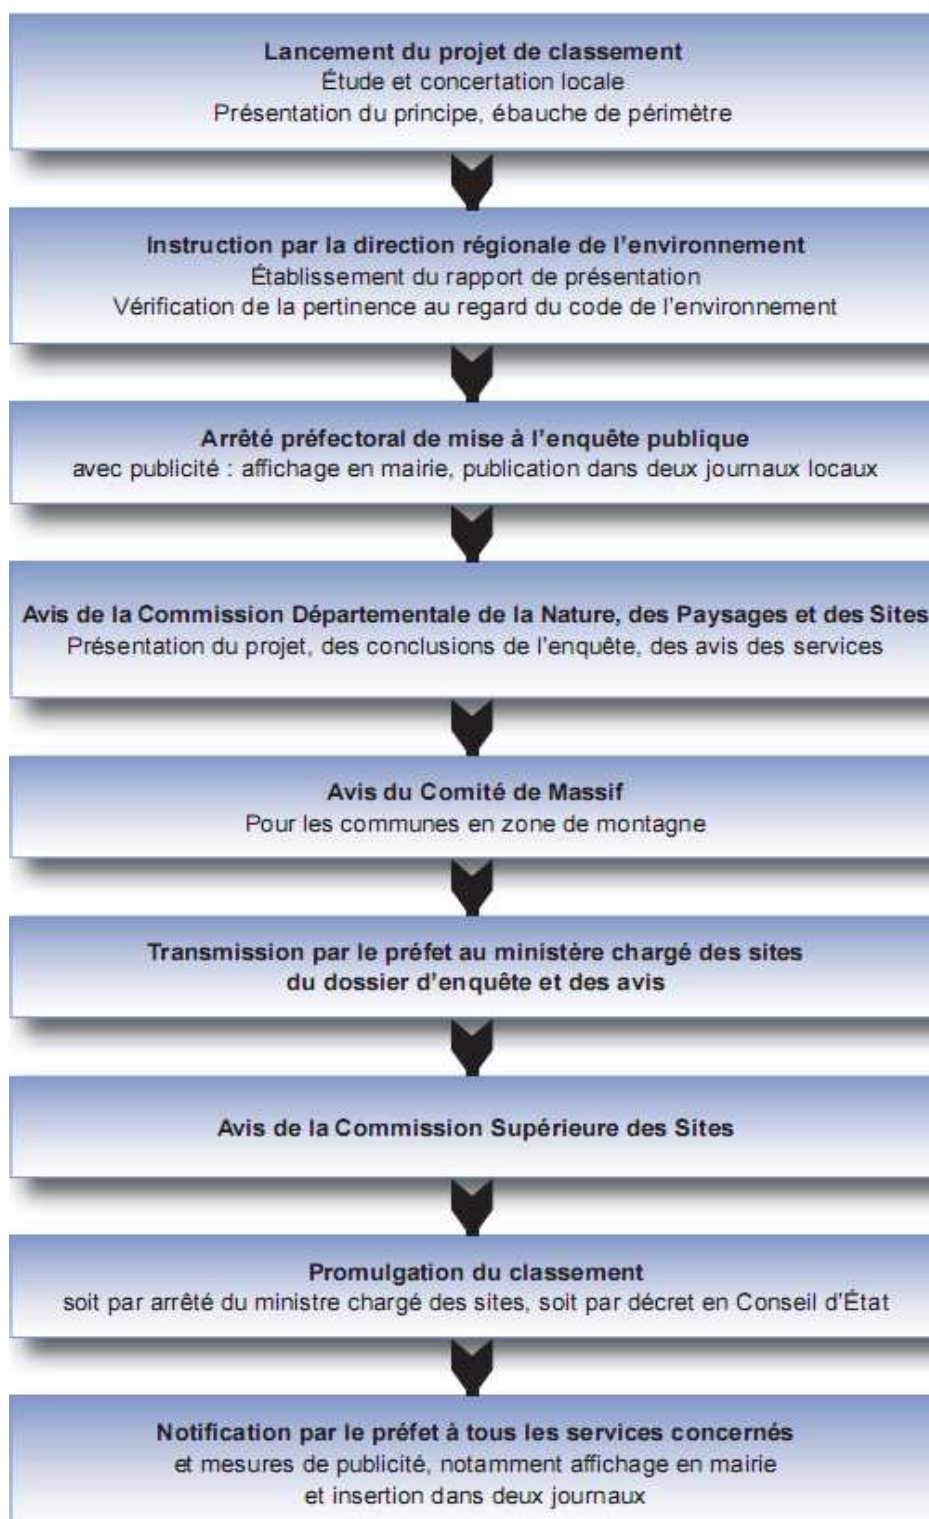 Lancement du projet de classement
Étude et concertation locale
Présentation du principe, ébauche de périmètre
Instruction par la direction régionale de l'environnement
Établissement du rapport de présentation
Vérification de la pertinence au regard du code de l'environnement
Arrêté préfectoral de mise à l'enquête publique
avec publicité : affichage en mairie, publication dans deux journaux locaux
Avis de la Commission Départementale de la Nature, des Paysages et des Sites
Présentation du projet, des conclusions de l'enquête, des avis des services
Avis du Comité de Massif
Pour les communes en zone de montagne
Transmission par le préfet au ministère chargé des sites
du dossier d'enquête et des avis
Avis de la Commission Supérieure des Sites
Promulgation du classement
soit par arrêté du ministre chargé des sites, soit par décret en Conseil d'État
Notification par le préfet à tous les services concernés
et mesures de publicité, notamment affichage en mairie
et insertion dans deux journaux